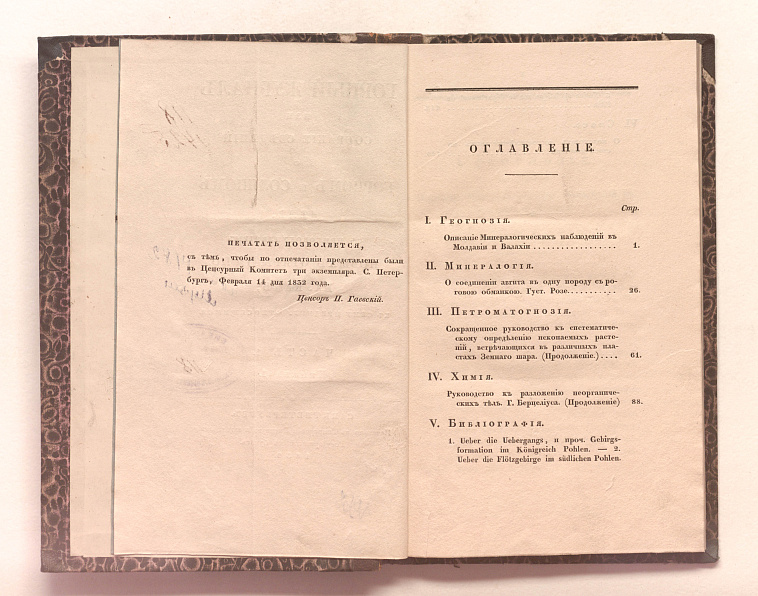 ПЕЧАТАТЬ ПОЗВОЛЯЕТСЯ,
съ тѣмъ, чтобы по отпечатаніи представлены были
въ Ценсурный Комитетъ три экземпляра. С. Петер-
бургъ, Февраля 14 дня 1832 года.
Ценсоръ П. Гаевскій.
ОГЛАВЛЕНІЕ.
Стр.
I. Геогнозія.
Описаніе Минералогическихъ наблюденій въ
Молдавіи и Валахіи ................. 1.
II. Минералогія.
О соединеніи авгита въ одну породу съ ро-
говою обманкою. Густ. Розе........... 26.
III. Петроматогнозія.
Сокращенное руководство къ систематиче-
скому опредѣленію ископаемыхъ расте-
ній, встрѣчающихся въ различныхъ пла-
стахъ Земнаго шара. (Продолженіе.).... 61.
IV. Химія.
Руководство къ разложенію неорганиче-
скихъ тѣлъ. Г. Берцеліуса. (Продолженіе) 88.
V. Библіографія.
1. Ueber die Uebergangs, и проч. Gebirgs-
formation im Königreich Pohlen. — 2.
Ueber die Flötzgebirge im südlichen Pohlen.